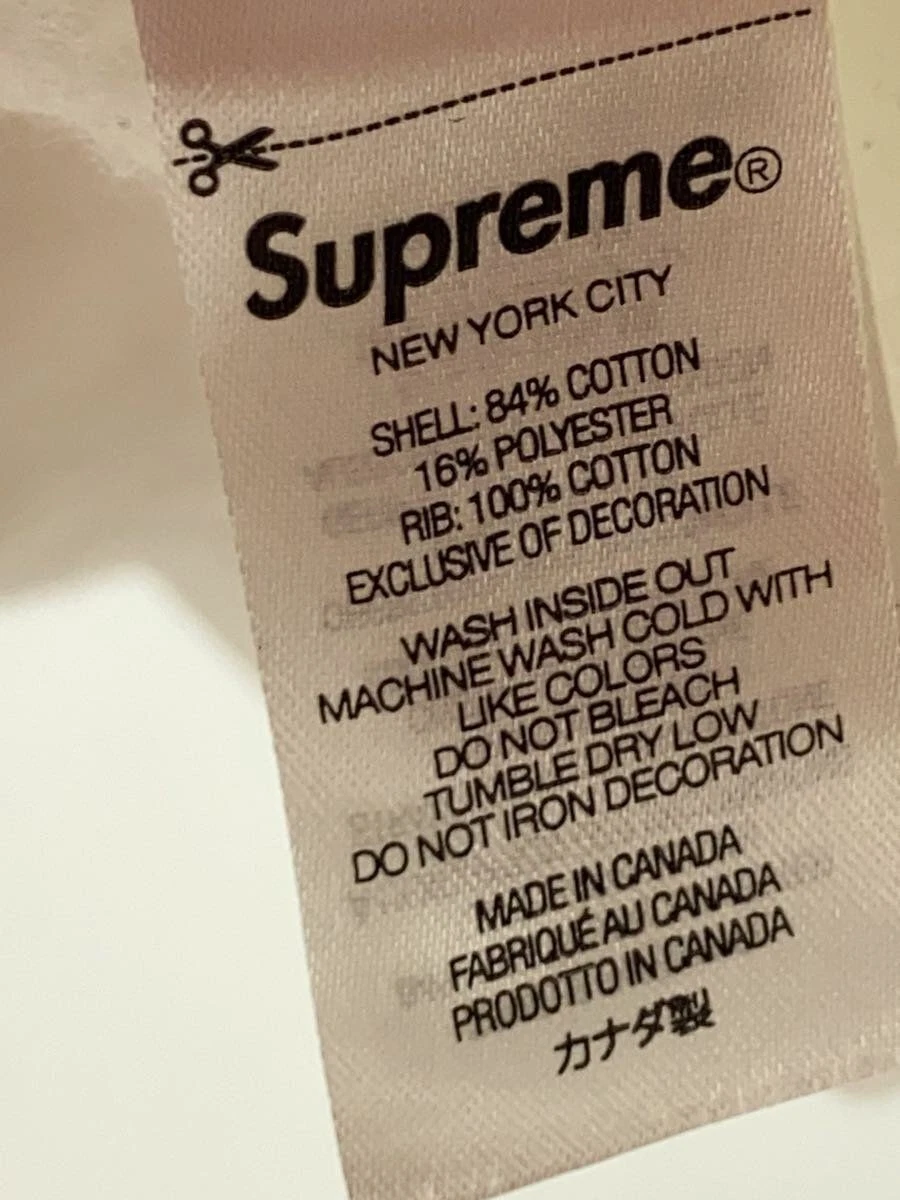 Supreme®
NEW YORK CITY
SHELL: 84% COTTON
16% POLYESTER
RIB: 100% COTTON
EXCLUSIVE OF DECORATION
WASH INSIDE OUT
MACHINE WASH COLD WITH
LIKE COLORS
DO NOT BLEACH
TUMBLE DRY LOW
DO NOT IRON DECORATION
MADE IN CANADA
FABRIQUÉ AU CANADA
PRODOTTO IN CANADA
カナダ製